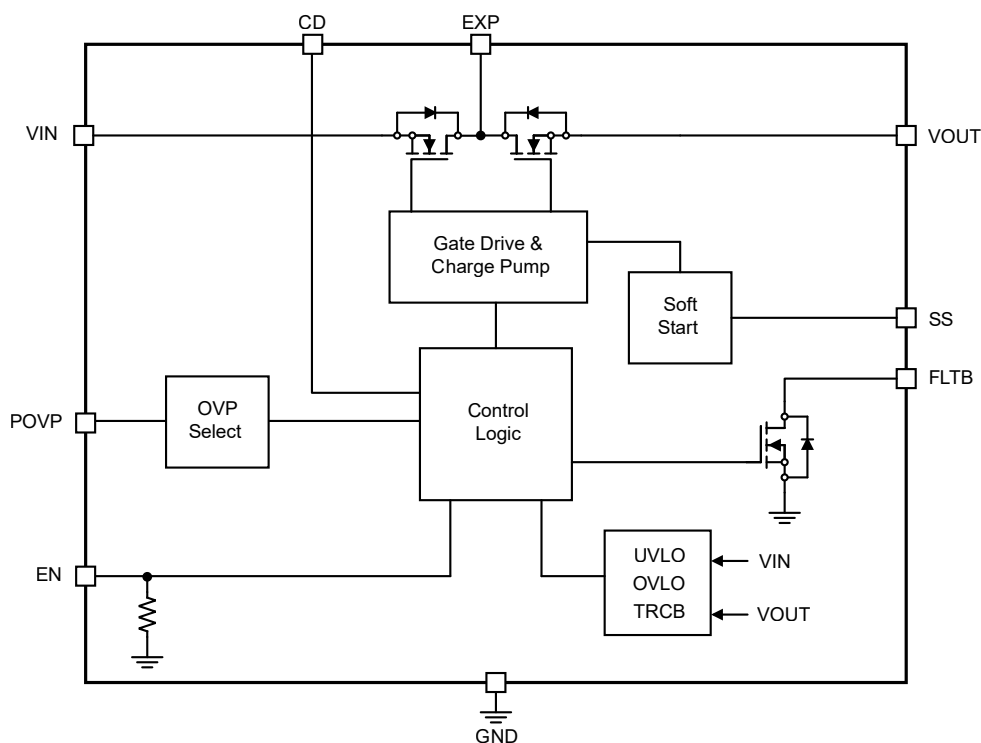 CD
EXP
VIN
VOUT
Gate Drive &
Charge Pump
Soft
Start
SS
FLTB
POVP
OVP
Select
Control
Logic
EN
UVLO
OVLO
TRCB
VIN
VOUT
GND